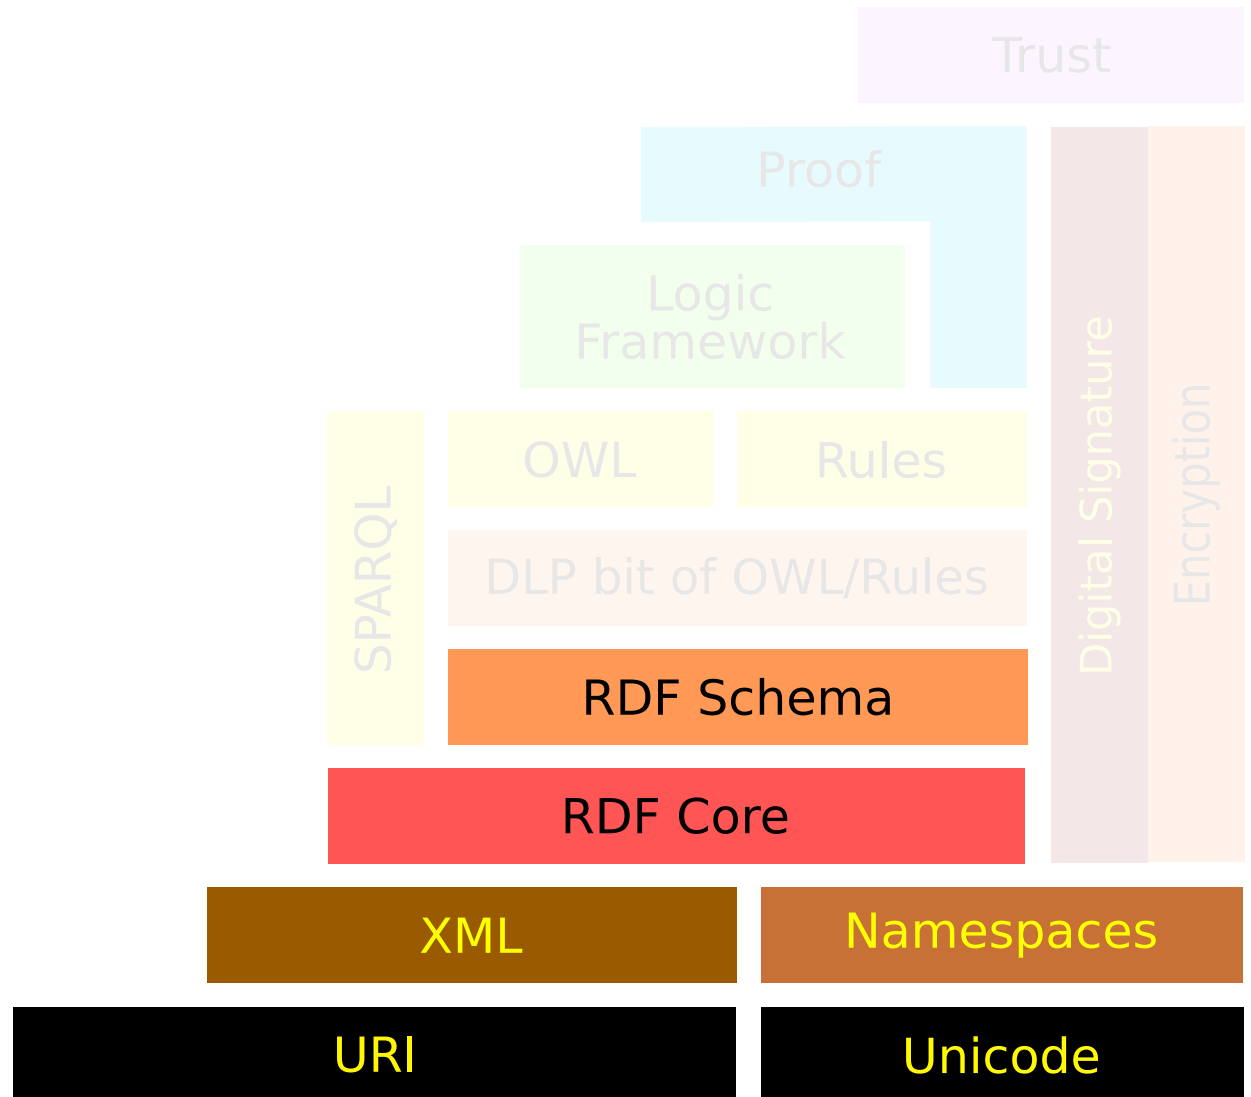 Trust
Proof
Logic
Framework
OWL
Rules
SPARQL
DLP bit of OWL/Rules
Digital Signature
Encryption
RDF Schema
RDF Core
XML
Namespaces
URI
Unicode